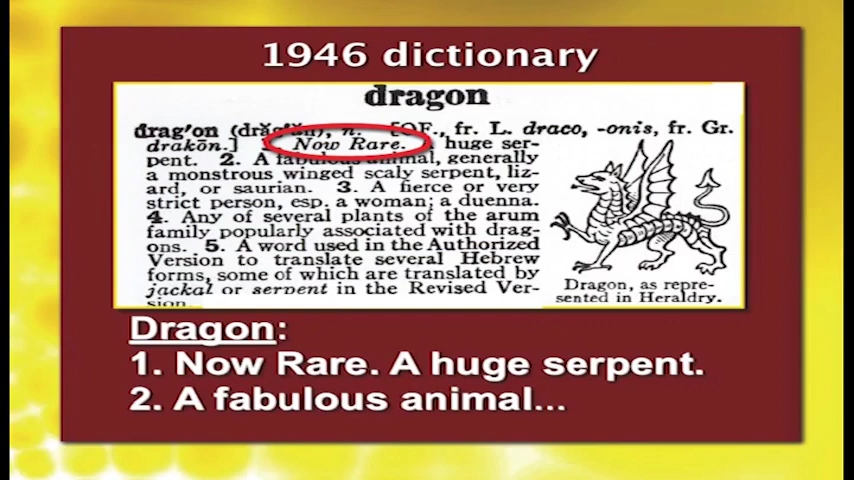 1946 dictionary
dragon
drag'on (drăg'ŭn), n. [OF., fr. L. draco, -onis, fr. Gr.
drakōn.] Now Rare. huge ser-
pent. 2. A fabulous animal, generally
a monstrous winged scaly serpent, liz-
ard, or saurian. 3. A fierce or very
strict person, esp. a woman; a duenna.
4. Any of several plants of the arum
family popularly associated with drag-
ons. 5. A word used in the Authorized
Version to translate several Hebrew
forms, some of which are translated by
jackal or serpent in the Revised Ver-
sion.
Dragon, as repre-
sented in Heraldry.
Dragon:
1. Now Rare. A huge serpent.
2. A fabulous animal...